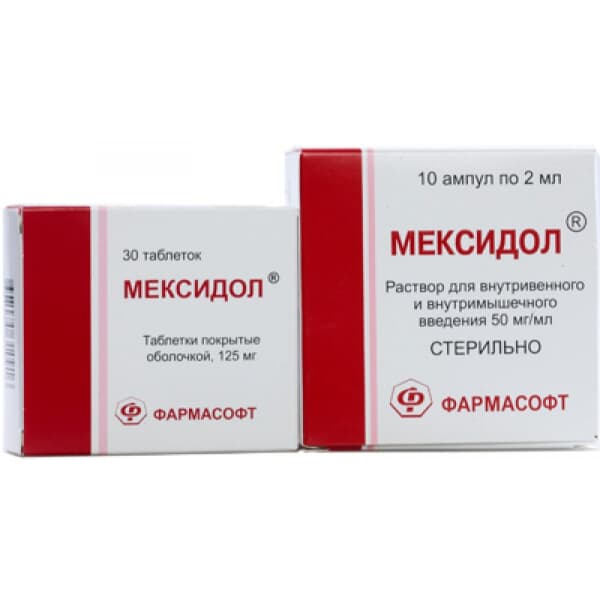 30 таблеток
МЕКСИДОЛ®
Таблетки покрытые
оболочкой, 125 мг
ФАРМАСОФТ
10 ампул по 2 мл
МЕКСИДОЛ®
Раствор для внутривенного
и внутримышечного
введения 50 мг/мл
СТЕРИЛЬНО
ФАРМАСОФТ